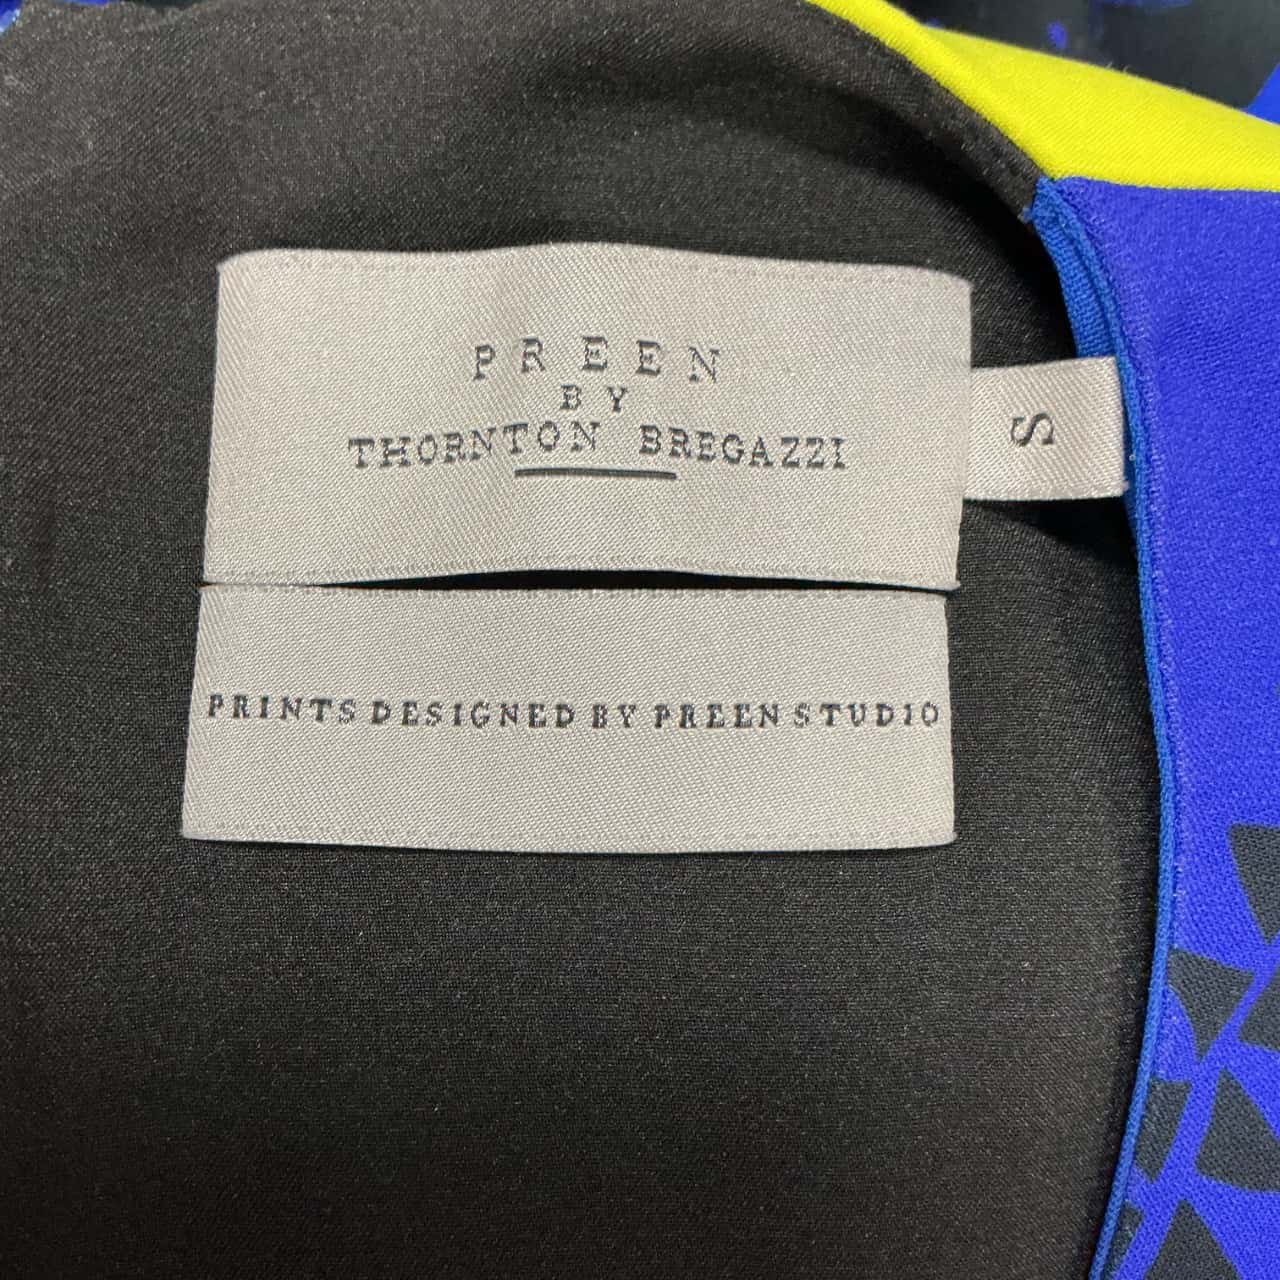 PREEN
BY
THORNTON BREGAZZI
S
PRINTS DESIGNED BY PREEN STUDIO